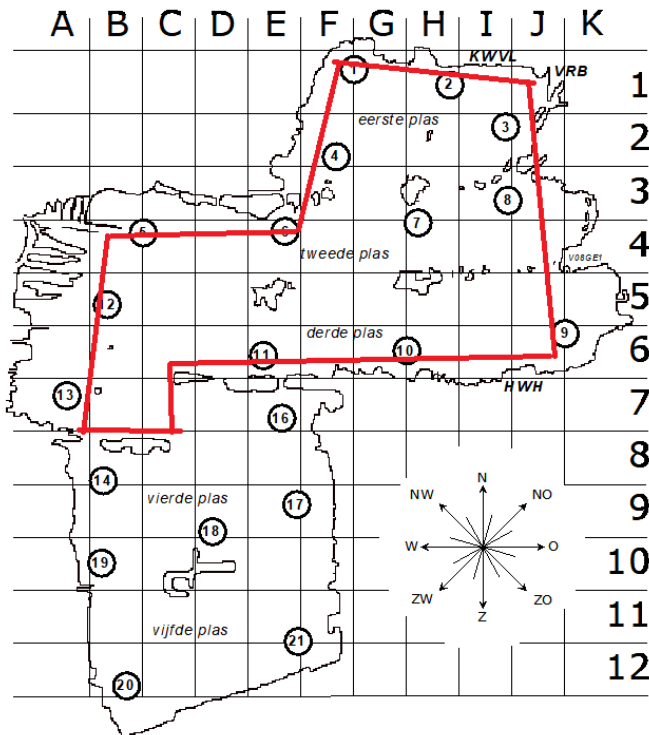 A B C D E F G H I J K
KWVL
1
1
VRB
2
1
eerste plas
3
2
4
3
8
5
6
7
4
tweede plas
V08GE1
12
5
derde plas
9
11
10
6
HWH
13
16
7
14
8
N
NW
NO
vierde plas
17
9
18
W
O
19
10
ZW
ZO
Z
11
vijfde plas
21
12
20